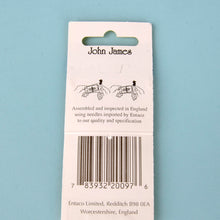 John James
Assembled and inspected in England
using needles imported by Entaco
to our quality and specification
7 83932 20097 6
Entaco Limited, Redditch B98 0EA
Worcestershire, England